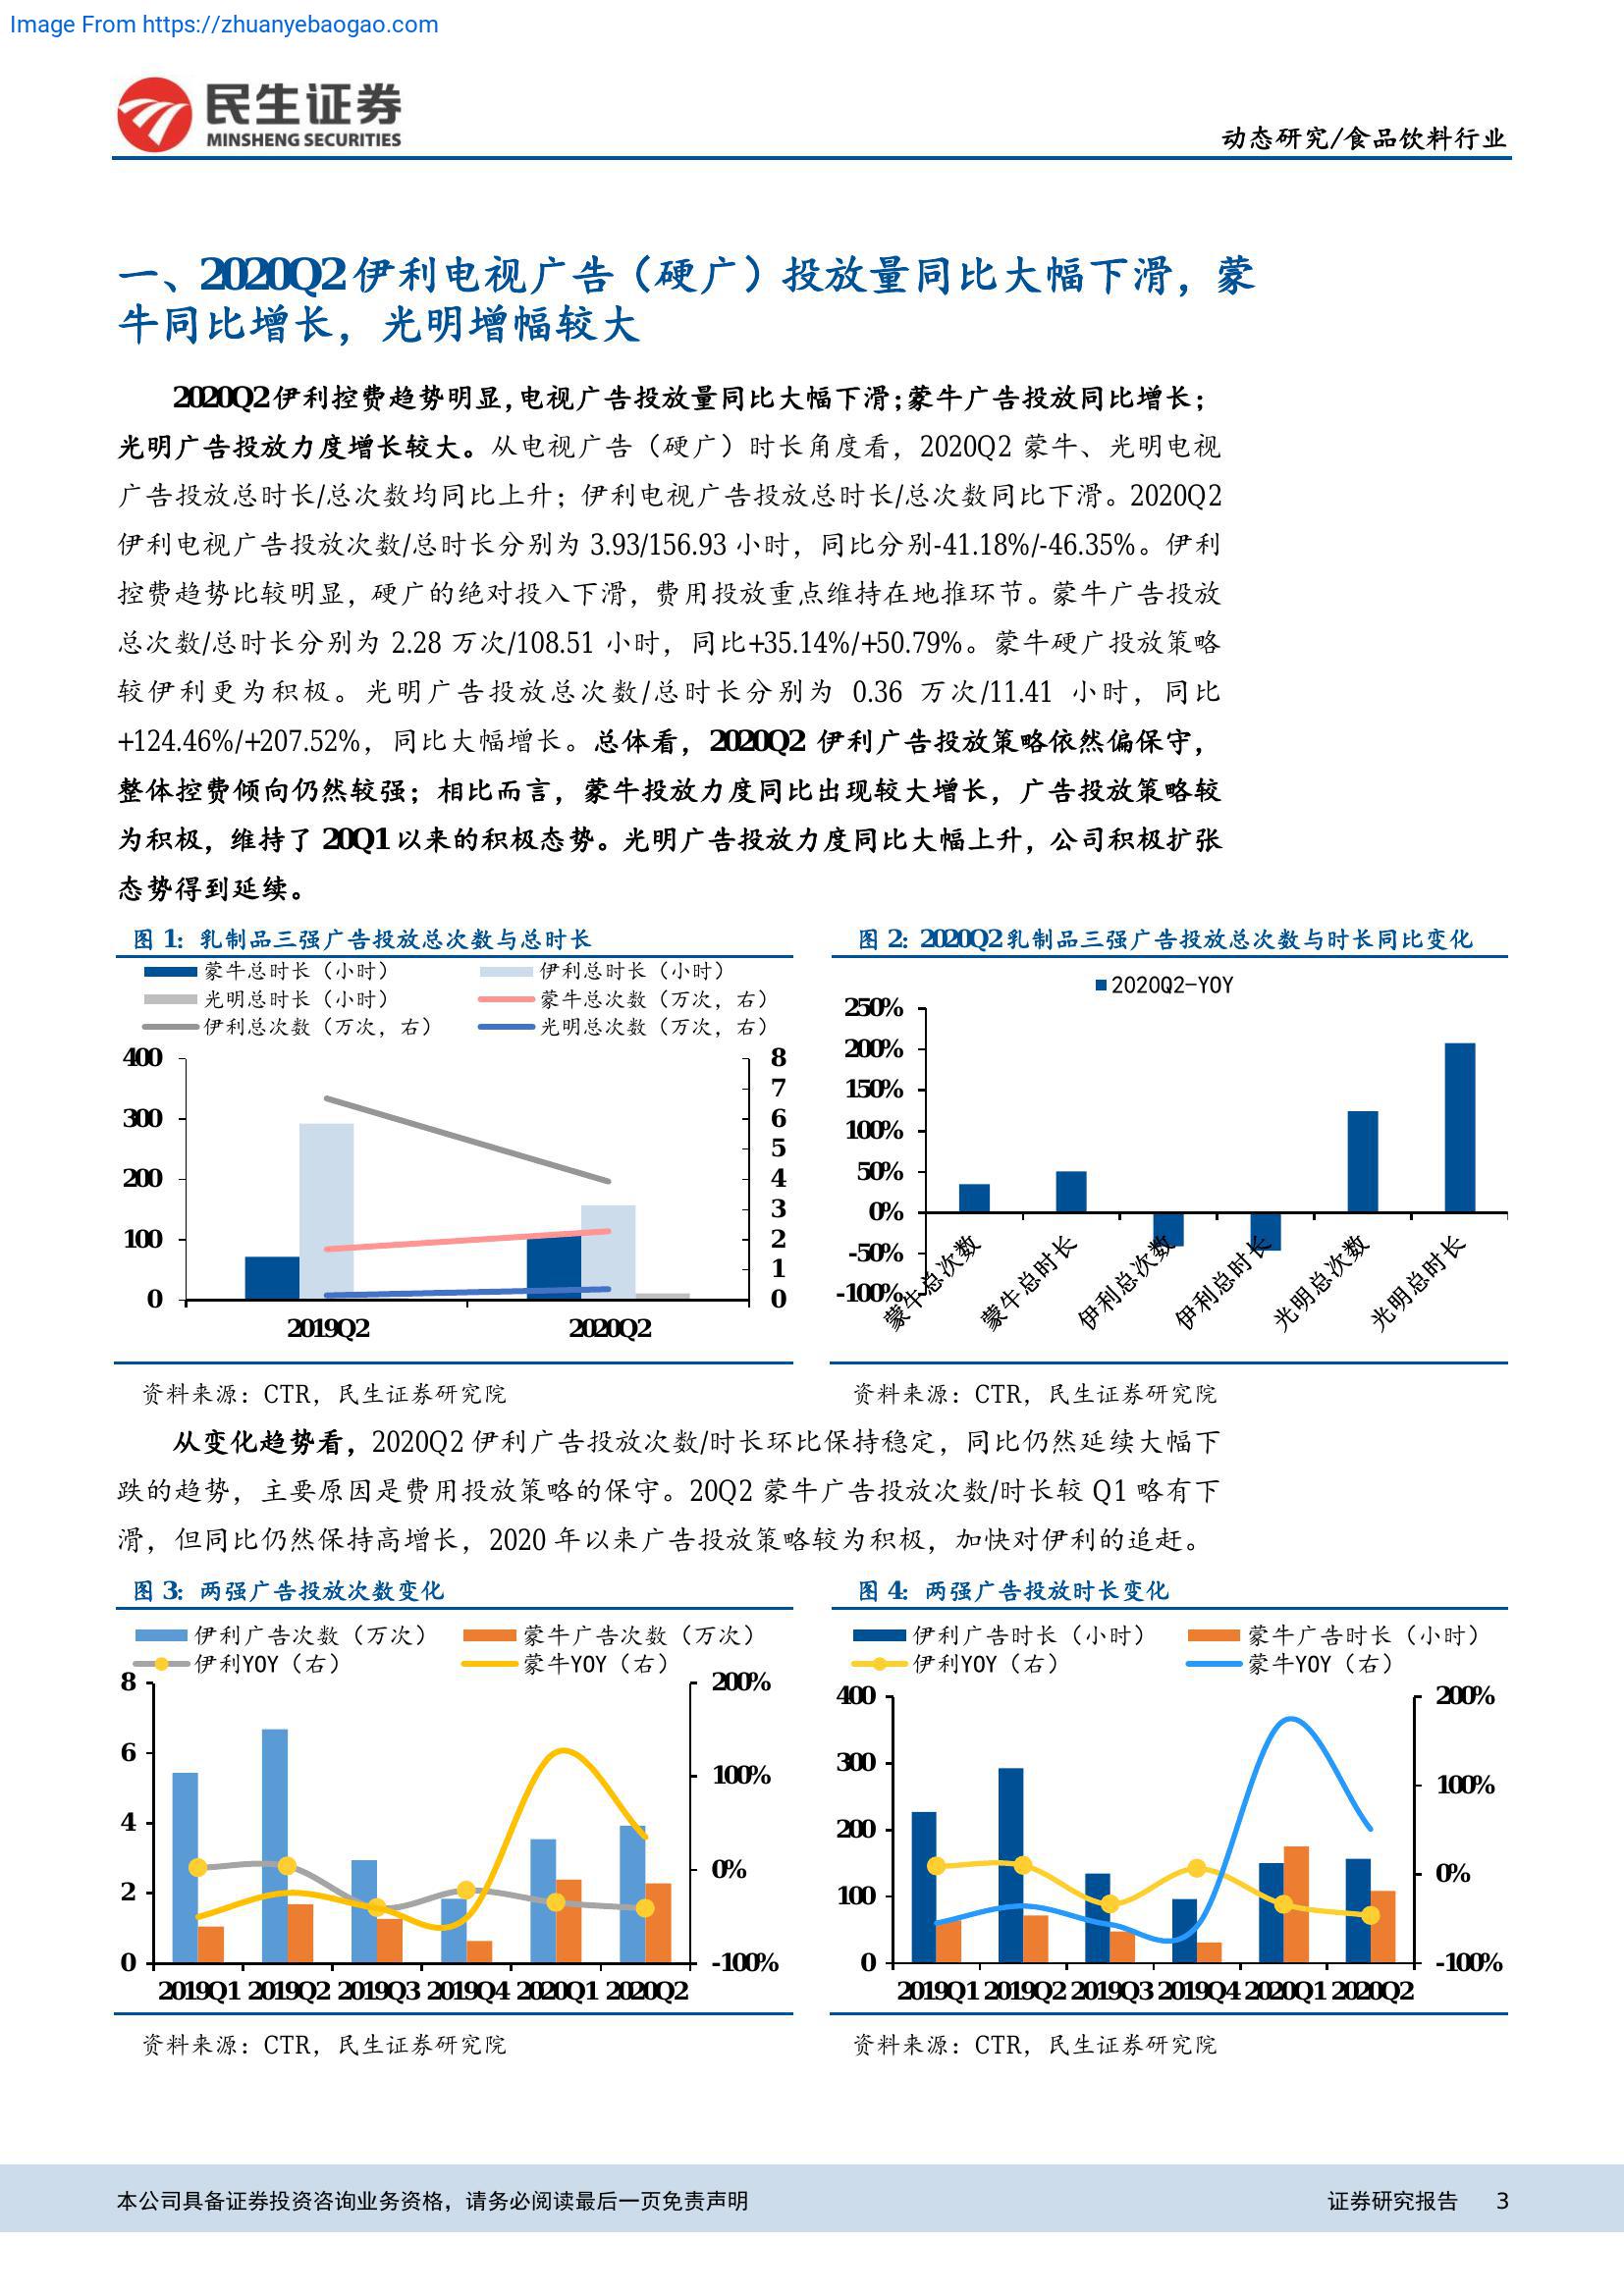 Image From https://zhuanyebaogao.com
民生证券
MINSHENG SECURITIES
动态研究/食品饮料行业
一、2020Q2伊利电视广告（硬广）投放量同比大幅下滑，蒙
牛同比增长，光明增幅较大
2020Q2伊利控费趋势明显，电视广告投放量同比大幅下滑；蒙牛广告投放同比增长；
光明广告投放力度增长较大。从电视广告（硬广）时长角度看，2020Q2 蒙牛、光明电视
广告投放总时长/总次数均同比上升；伊利电视广告投放总时长/总次数同比下滑。2020Q2
伊利电视广告投放次数/总时长分别为 3.93/156.93 小时，同比分别-41.18%/-46.35%。伊利
控费趋势比较明显，硬广的绝对投入下滑，费用投放重点维持在地推环节。蒙牛广告投放
总次数/总时长分别为 2.28 万次/108.51 小时，同比+35.14%/+50.79%。蒙牛硬广投放策略
较伊利更为积极。光明广告投放总次数/总时长分别为 0.36 万次/11.41 小时，同比
+124.46%/+207.52%，同比大幅增长。总体看，2020Q2 伊利广告投放策略依然偏保守，
整体控费倾向仍然较强；相比而言，蒙牛投放力度同比出现较大增长，广告投放策略较
为积极，维持了 20Q1 以来的积极态势。光明广告投放力度同比大幅上升，公司积极扩张
态势得到延续。
图 1：乳制品三强广告投放总次数与总时长
蒙牛总时长（小时） 伊利总时长（小时）
光明总时长（小时） 蒙牛总次数（万次，右）
伊利总次数（万次，右） 光明总次数（万次，右）
400 8
7
300 6
5
200 4
3
100 2
1
0 0
2019Q2 2020Q2
资料来源：CTR，民生证券研究院
图 2：2020Q2乳制品三强广告投放总次数与时长同比变化
2020Q2-YOY
250%
200%
150%
100%
50%
0%
-50%
-100%
蒙牛总次数 蒙牛总时长 伊利总次数 伊利总时长 光明总次数 光明总时长
资料来源：CTR，民生证券研究院
从变化趋势看，2020Q2 伊利广告投放次数/时长环比保持稳定，同比仍然延续大幅下
跌的趋势，主要原因是费用投放策略的保守。20Q2 蒙牛广告投放次数/时长较 Q1 略有下
滑，但同比仍然保持高增长，2020 年以来广告投放策略较为积极，加快对伊利的追赶。
图 3：两强广告投放次数变化
伊利广告次数（万次） 蒙牛广告次数（万次）
伊利YOY（右） 蒙牛YOY（右）
8 200%
6
100%
4
0%
2
0 -100%
2019Q1 2019Q2 2019Q3 2019Q4 2020Q1 2020Q2
资料来源：CTR，民生证券研究院
图 4：两强广告投放时长变化
伊利广告时长（小时） 蒙牛广告时长（小时）
伊利YOY（右） 蒙牛YOY（右）
400 200%
300
100%
200
0%
100
0 -100%
2019Q1 2019Q2 2019Q3 2019Q4 2020Q1 2020Q2
资料来源：CTR，民生证券研究院
本公司具备证券投资咨询业务资格，请务必阅读最后一页免责声明
证券研究报告 3